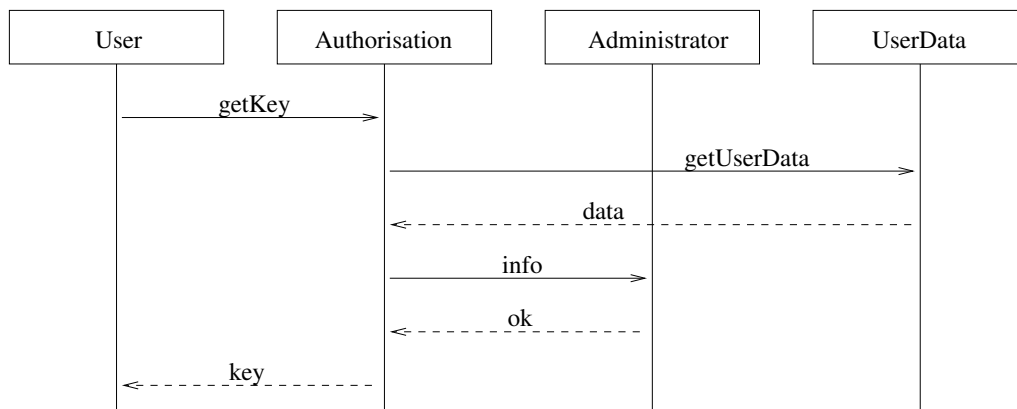 User
Authorisation
Administrator
UserData
getKey
getUserData
data
info
ok
key